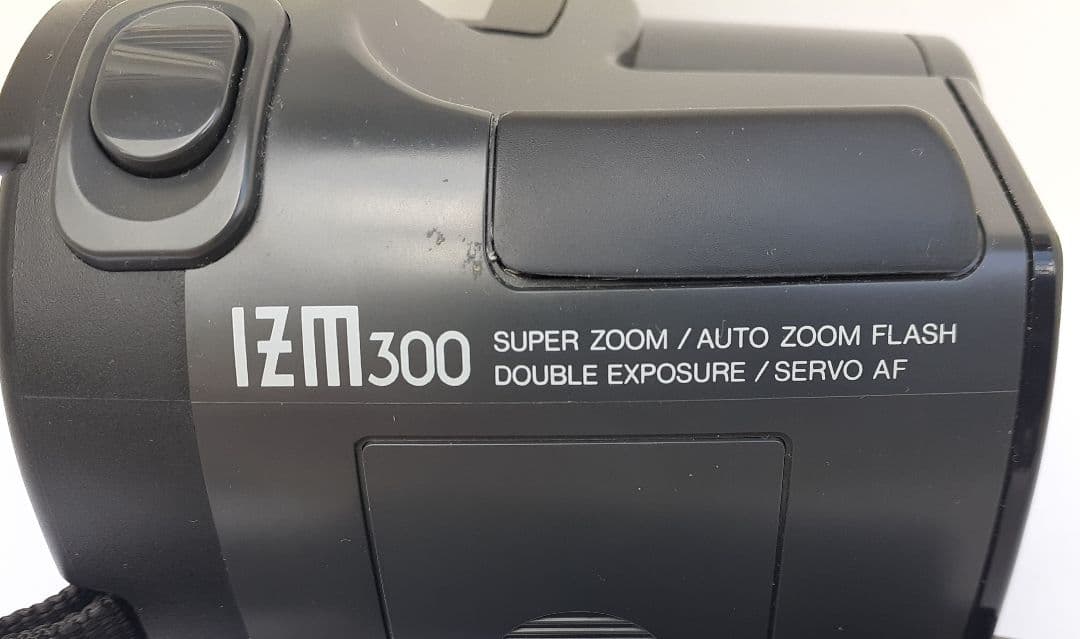 IZM300
SUPER ZOOM / AUTO ZOOM FLASH
DOUBLE EXPOSURE / SERVO AF